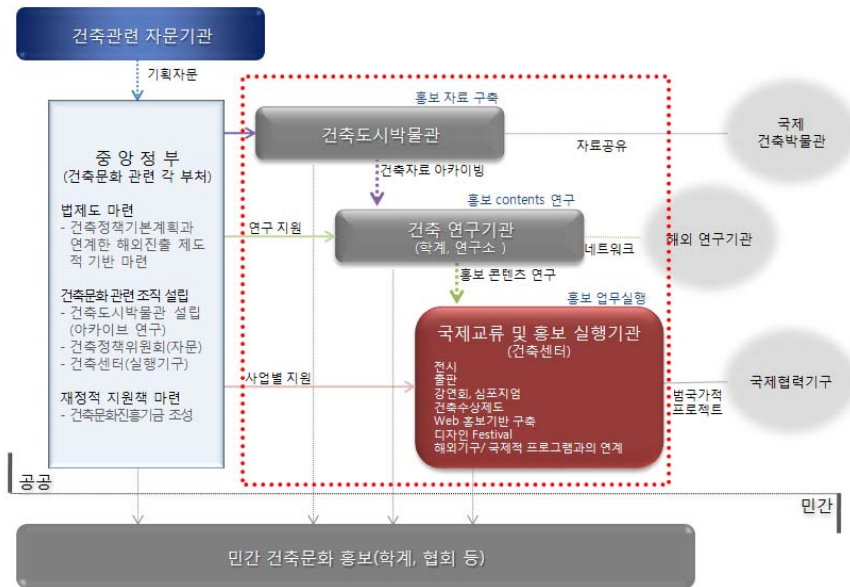 건축관련 자문기관
기획자문
중 앙 정 부
(건축문화 관련 각 부처)
법제도 마련
- 건축정책기본계획과
연계한 해외진출 제도
적 기반 마련
건축문화 관련 조직 설립
- 건축도시박물관 설립
(아카이브 연구)
- 건축정책위원회(자문)
- 건축센터(실행기구)
재정적 지원책 마련
- 건축문화진흥기금 조성
홍보 자료 구축
건축도시박물관
건축자료 아카이빙
자료공유
국제
건축박물관
홍보 contents 연구
연구 지원
건축 연구기관
(학계, 연구소 )
네트워크
해외 연구기관
홍보 콘텐츠 연구
홍보 업무실행
사업별 지원
국제교류 및 홍보 실행기관
(건축센터)
전시
출판
강연회, 심포지엄
건축수상제도
Web 홍보기반 구축
디자인 Festival
해외기구/ 국제적 프로그램과의 연계
범국가적
프로젝트
국제협력기구
공공
민간
민간 건축문화 홍보(학계, 협회 등)